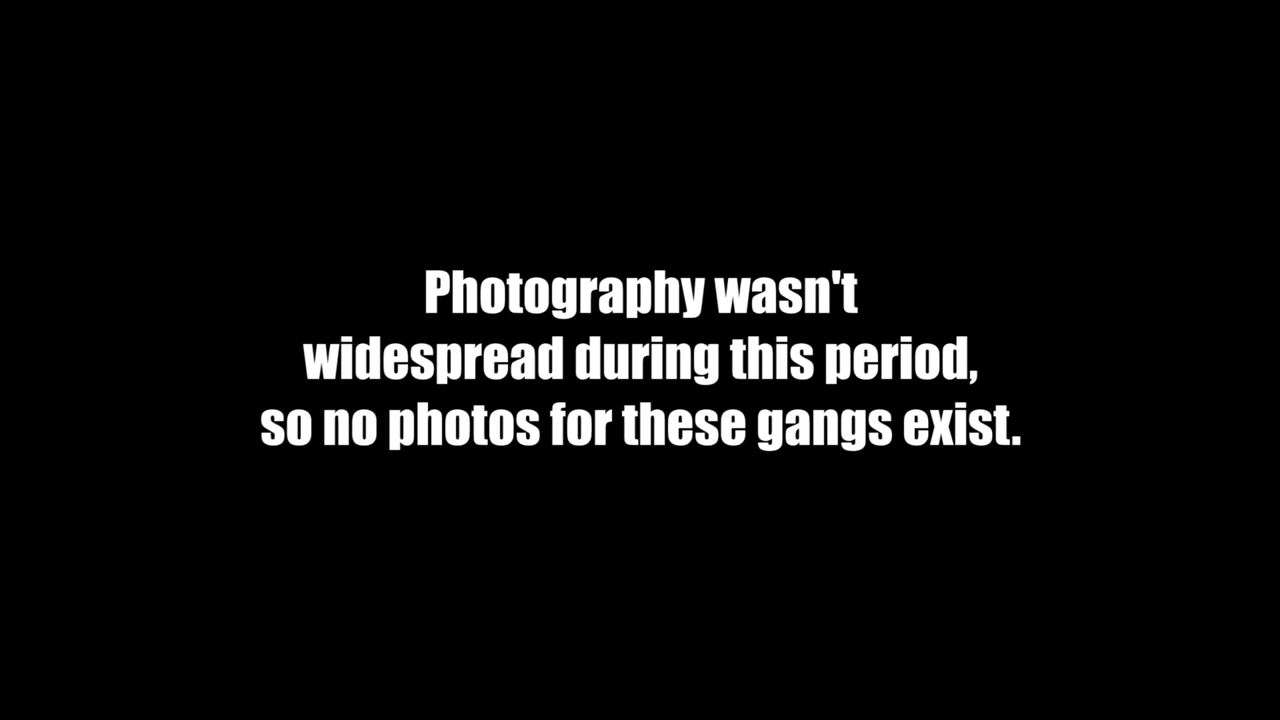 Photography wasn't
widespread during this period,
so no photos for these gangs exist.